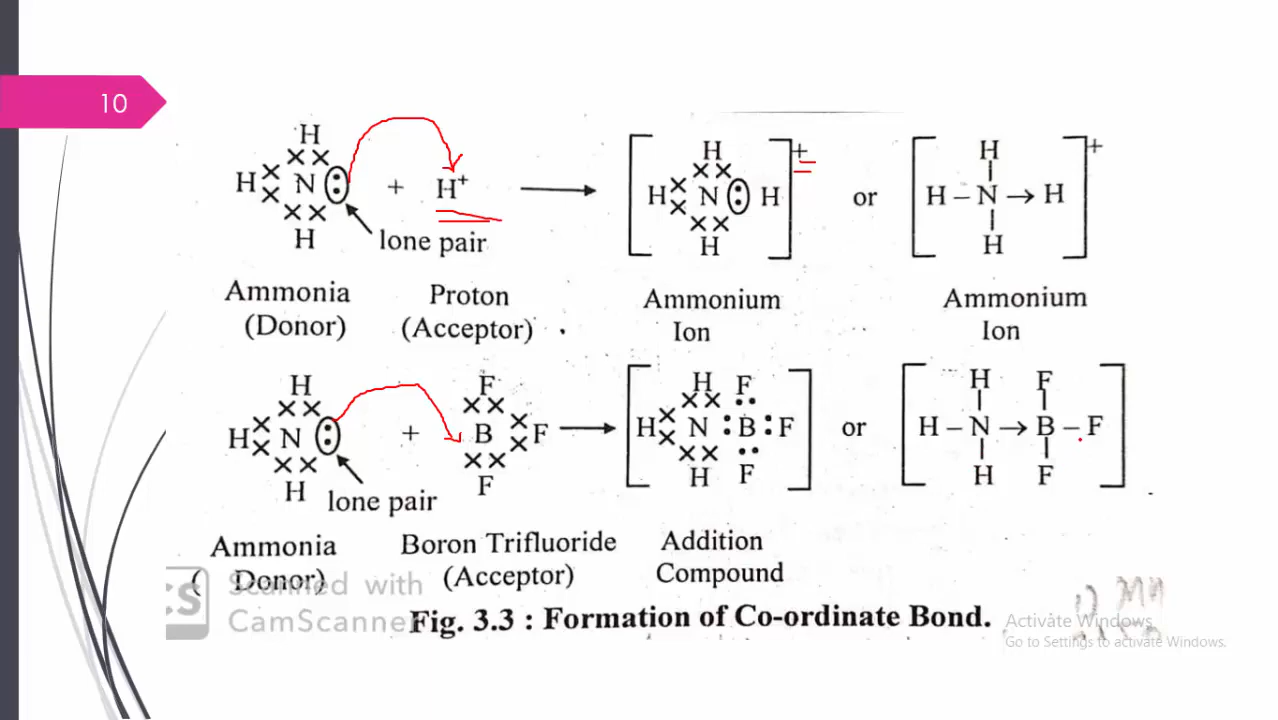 10
H
H N : + H⁺ ⟶ [ H N : H ]⁺ or [ H – N → H ]⁺
H
lone pair
Ammonia Proton Ammonium Ammonium
(Donor) (Acceptor) Ion Ion
H F H F H F
H N : + B F ⟶ [ H N : B : F ] or [ H – N → B – F ]
H F H F H F
lone pair
Ammonia Boron Trifluoride Addition
( Donor) (Acceptor) Compound
CS Scanned with
CamScanner
Fig. 3.3 : Formation of Co-ordinate Bond.
Activate Windows
Go to Settings to activate Windows.